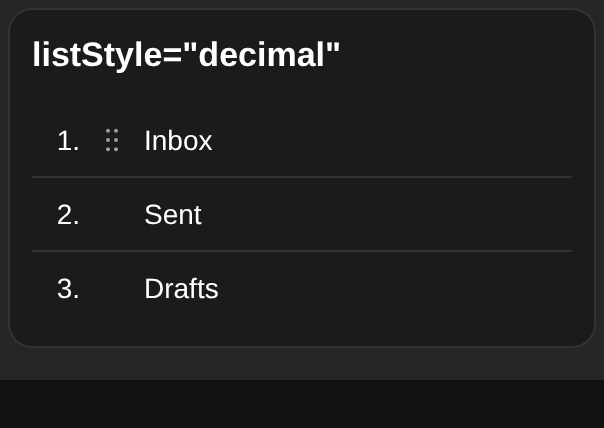 listStyle="decimal"
1. Inbox
2. Sent
3. Drafts